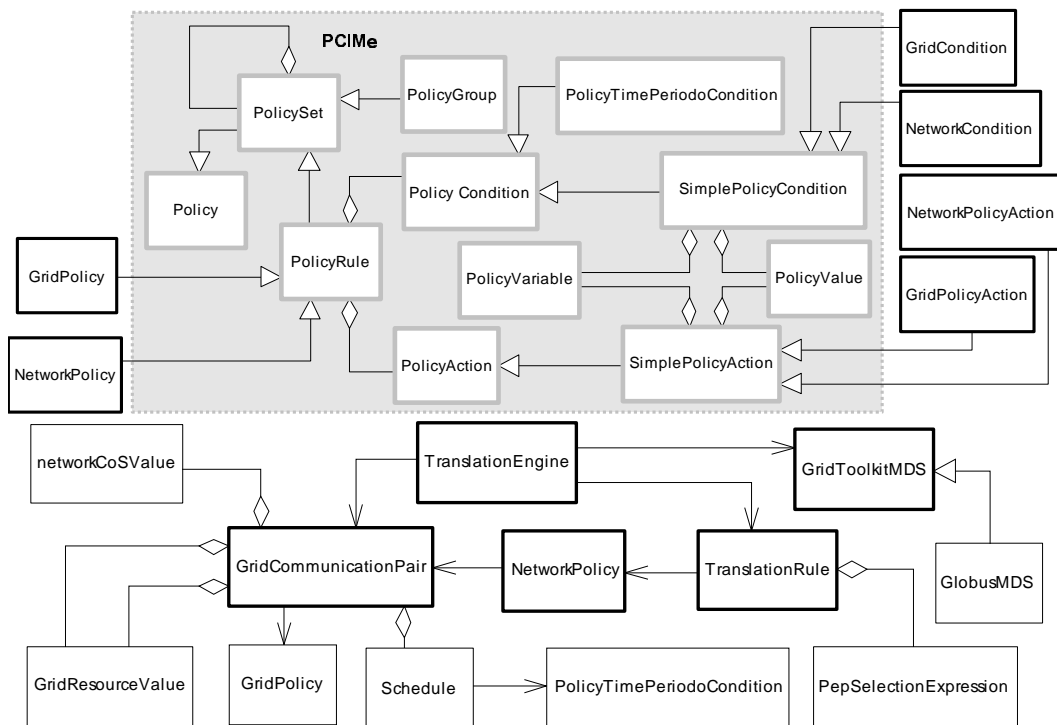 PCIMe
GridCondition
PolicySet
PolicyGroup
PolicyTimePeriodoCondition
NetworkCondition
Policy
Policy Condition
SimplePolicyCondition
NetworkPolicyAction
GridPolicy
PolicyRule
PolicyVariable
PolicyValue
GridPolicyAction
NetworkPolicy
PolicyAction
SimplePolicyAction
networkCoSValue
TranslationEngine
GridToolkitMDS
GridCommunicationPair
NetworkPolicy
TranslationRule
GlobusMDS
GridResourceValue
GridPolicy
Schedule
PolicyTimePeriodoCondition
PepSelectionExpression